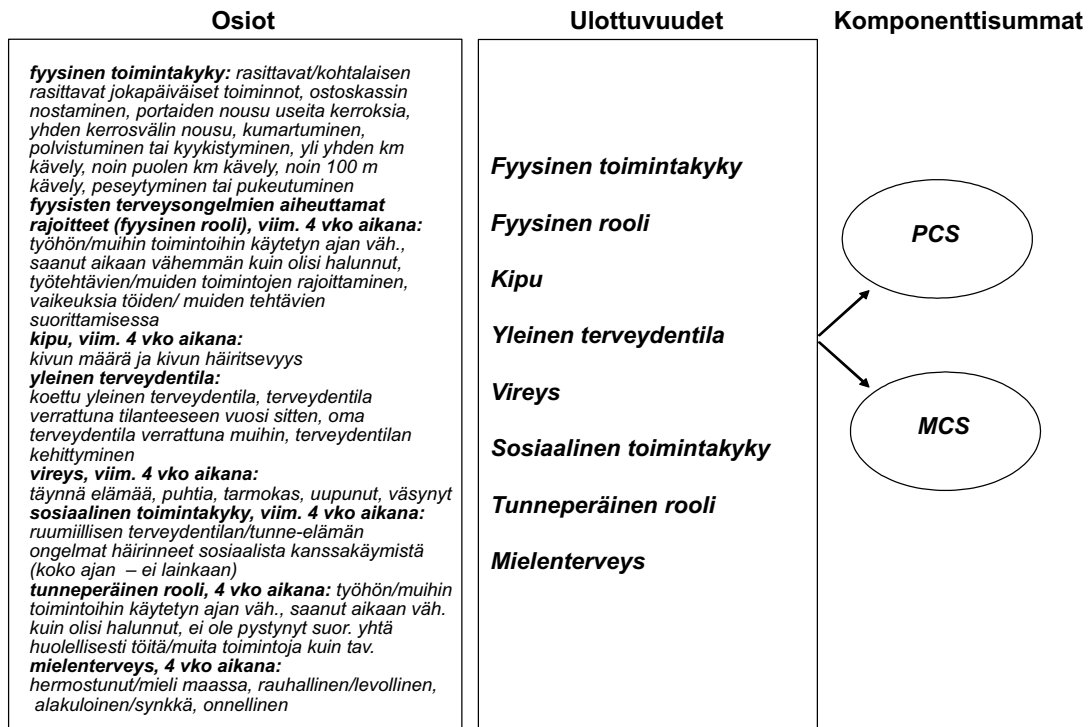 Osiot
fyysinen toimintakyky: rasittavat/kohtalaisen
rasittavat jokapäiväiset toiminnot, ostoskassin
nostaminen, portaiden nousu useita kerroksia,
yhden kerrosvälin nousu, kumartuminen,
polvistuminen tai kyykistyminen, yli yhden km
kävely, noin puolen km kävely, noin 100 m
kävely, peseytyminen tai pukeutuminen
fyysisten terveysongelmien aiheuttamat
rajoitteet (fyysinen rooli), viim. 4 vko aikana:
työhön/muihin toimintoihin käytetyn ajan väh.,
saanut aikaan vähemmän kuin olisi halunnut,
työtehtävien/muiden toimintojen rajoittaminen,
vaikeuksia töiden/ muiden tehtävien
suorittamisessa
kipu, viim. 4 vko aikana:
kivun määrä ja kivun häiritsevyys
yleinen terveydentila:
koettu yleinen terveydentila, terveydentila
verrattuna tilanteeseen vuosi sitten, oma
terveydentila verrattuna muihin, terveydentilan
kehittyminen
vireys, viim. 4 vko aikana:
täynnä elämää, puhtia, tarmokas, uupunut, väsynyt
sosiaalinen toimintakyky, viim. 4 vko aikana:
ruumiillisen terveydentilan/tunne-elämän
ongelmat häirinneet sosiaalista kanssakäymistä
(koko ajan – ei lainkaan)
tunneperäinen rooli, 4 vko aikana: työhön/muihin
toimintoihin käytetyn ajan väh., saanut aikaan väh.
kuin olisi halunnut, ei ole pystynyt suor. yhtä
huolellisesti töitä/muita toimintoja kuin tav.
mielenterveys, 4 vko aikana:
hermostunut/mieli maassa, rauhallinen/levollinen,
alakuloinen/synkkä, onnellinen
Ulottuvuudet
Fyysinen toimintakyky
Fyysinen rooli
Kipu
Yleinen terveydentila
Vireys
Sosiaalinen toimintakyky
Tunneperäinen rooli
Mielenterveys
Komponenttisummat
PCS
MCS